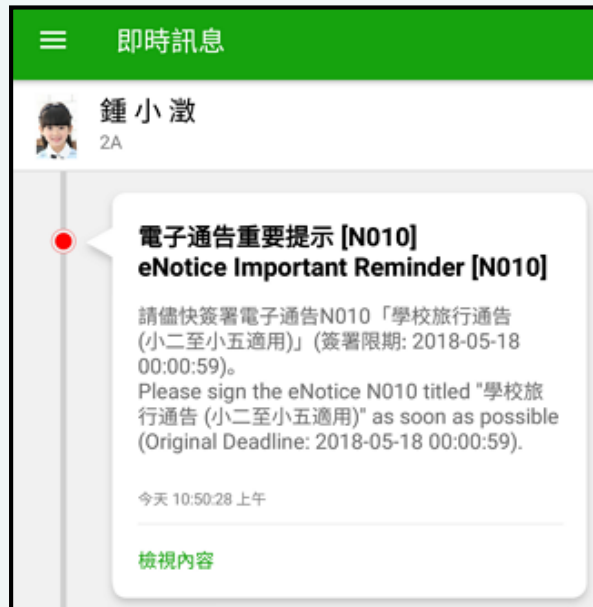 即時訊息
鍾小澂
2A
電子通告重要提示 [N010]
eNotice Important Reminder [N010]
請儘快簽署電子通告N010「學校旅行通告
(小二至小五適用)」(簽署限期: 2018-05-18
00:00:59)。
Please sign the eNotice N010 titled "學校旅
行通告 (小二至小五適用)" as soon as possible
(Original Deadline: 2018-05-18 00:00:59).
今天 10:50:28 上午
檢視內容